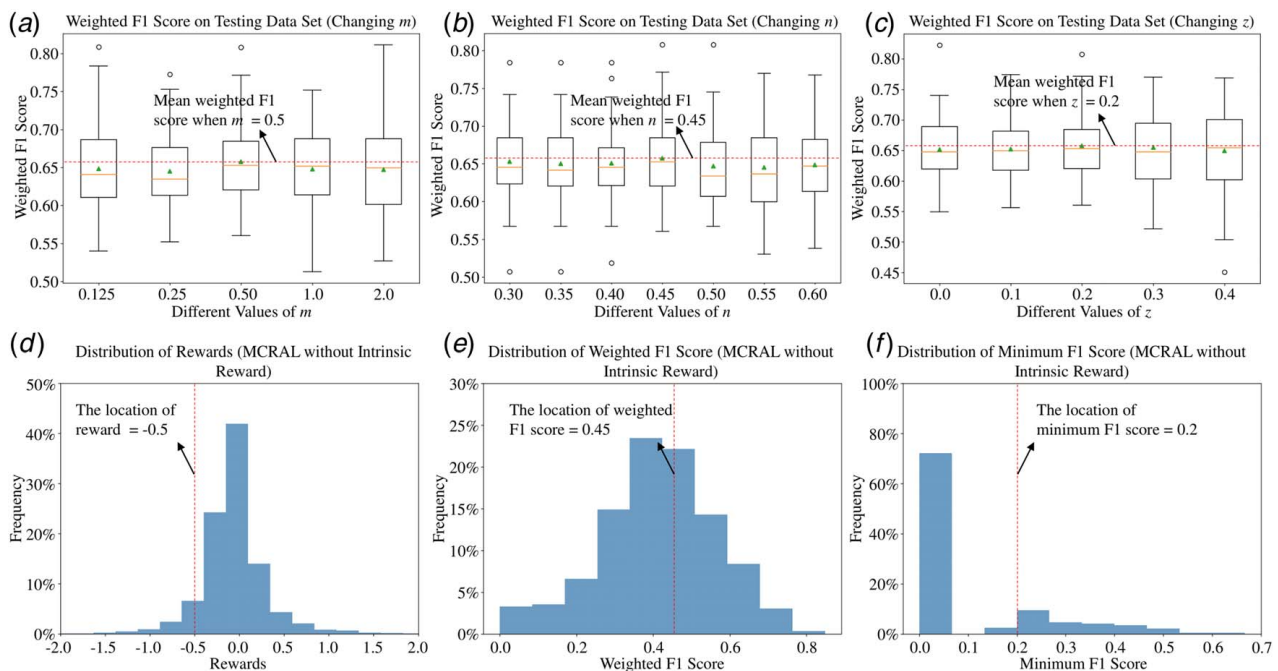 (a)
Weighted F1 Score on Testing Data Set (Changing m)
Weighted F1 Score
0.80
0.75
0.70
0.65
0.60
0.55
0.50
Mean weighted F1
score when m = 0.5
0.125 0.25 0.50 1.0 2.0
Different Values of m
(b)
Weighted F1 Score on Testing Data Set (Changing n)
Weighted F1 Score
0.80
0.75
0.70
0.65
0.60
0.55
0.50
Mean weighted F1
score when n = 0.45
0.30 0.35 0.40 0.45 0.50 0.55 0.60
Different Values of n
(c)
Weighted F1 Score on Testing Data Set (Changing z)
Weighted F1 Score
0.80
0.75
0.70
0.65
0.60
0.55
0.50
0.45
Mean weighted F1
score when z = 0.2
0.0 0.1 0.2 0.3 0.4
Different Values of z
(d)
Distribution of Rewards (MCRAL without Intrinsic
Reward)
Frequency
50%
40%
30%
20%
10%
0%
The location of
reward = -0.5
-2.0 -1.5 -1.0 -0.5 0.0 0.5 1.0 1.5 2.0
Rewards
(e)
Distribution of Weighted F1 Score (MCRAL without
Intrinsic Reward)
Frequency
30%
25%
20%
15%
10%
5%
0%
The location of weighted
F1 score = 0.45
0.0 0.2 0.4 0.6 0.8
Weighted F1 Score
(f)
Distribution of Minimum F1 Score (MCRAL without
Intrinsic Reward)
Frequency
100%
80%
60%
40%
20%
0%
The location of
minimum F1 score = 0.2
0.0 0.1 0.2 0.3 0.4 0.5 0.6 0.7
Minimum F1 Score